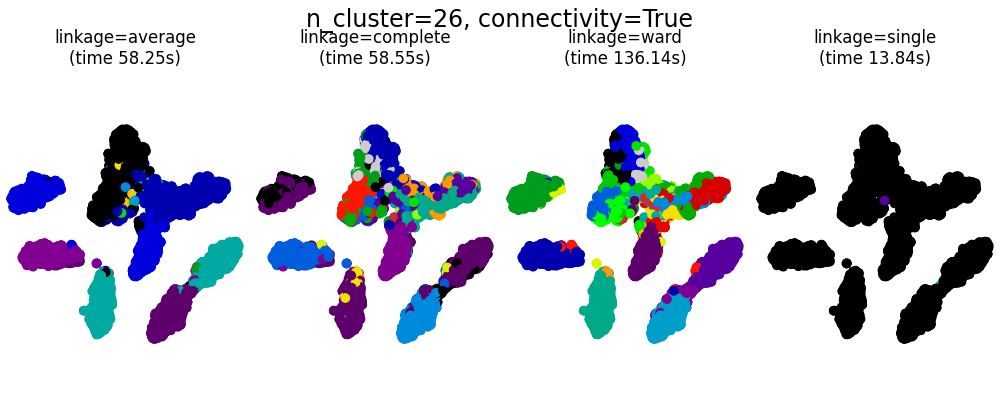 n_cluster=26, connectivity=True
linkage=average
(time 58.25s)
linkage=complete
(time 58.55s)
linkage=ward
(time 136.14s)
linkage=single
(time 13.84s)